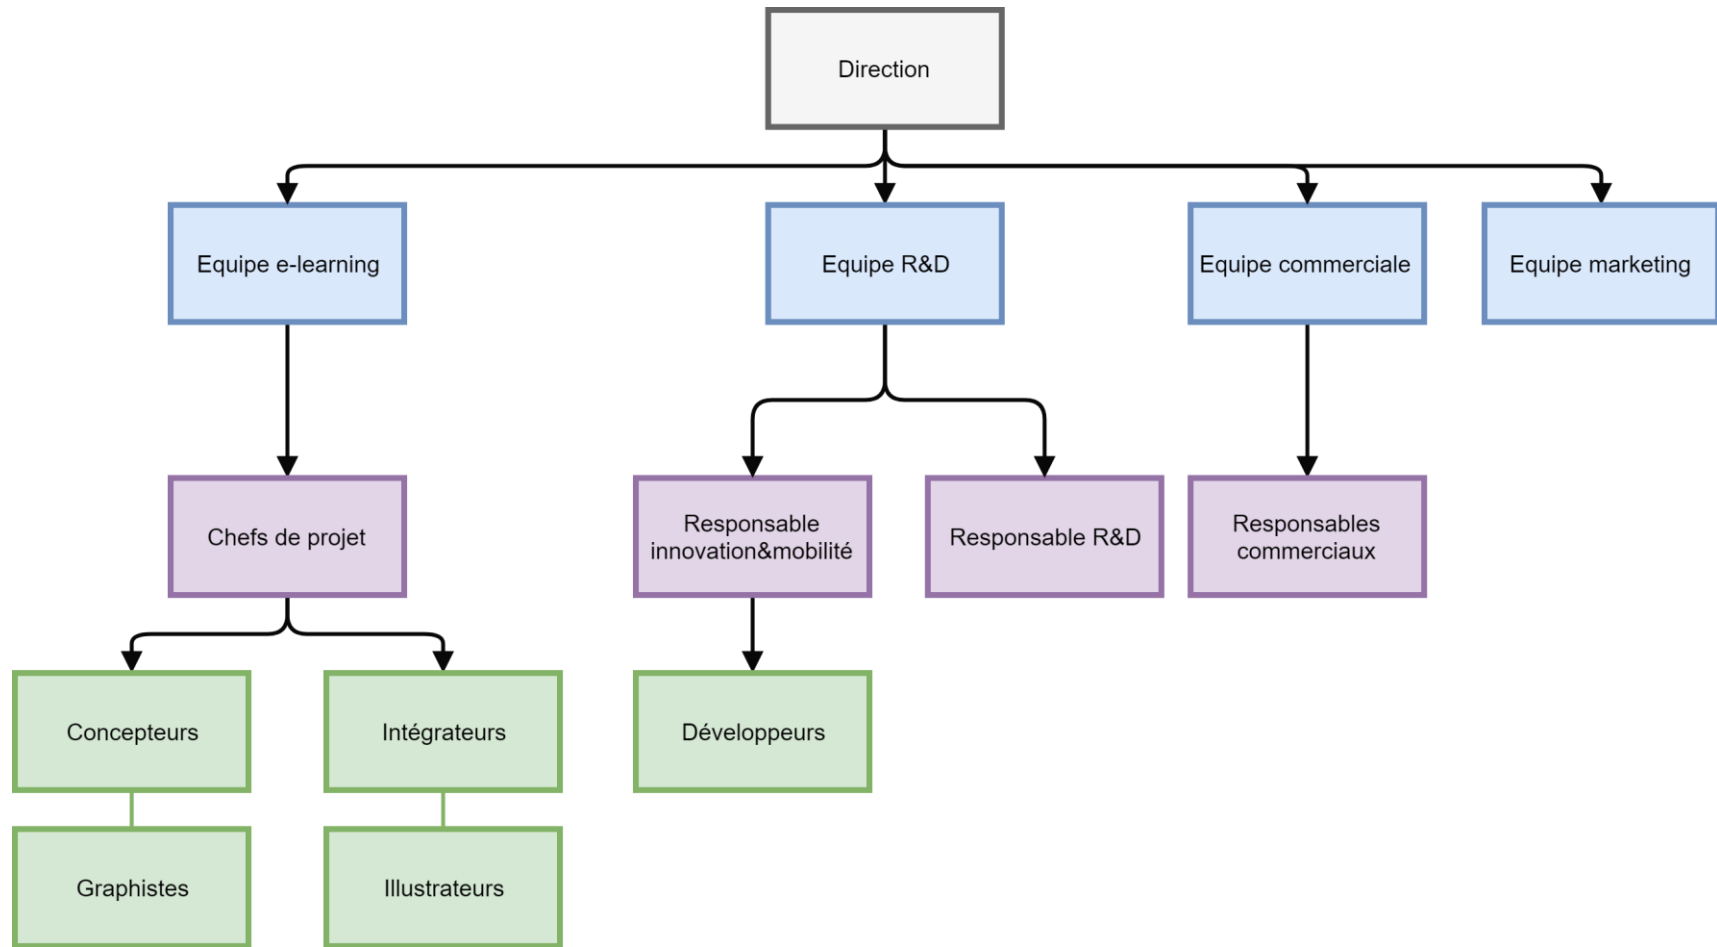 Direction
Equipe e-learning
Equipe R&D
Equipe commerciale
Equipe marketing
Chefs de projet
Responsable
innovation&mobilité
Responsable R&D
Responsables
commerciaux
Concepteurs
Intégrateurs
Développeurs
Graphistes
Illustrateurs